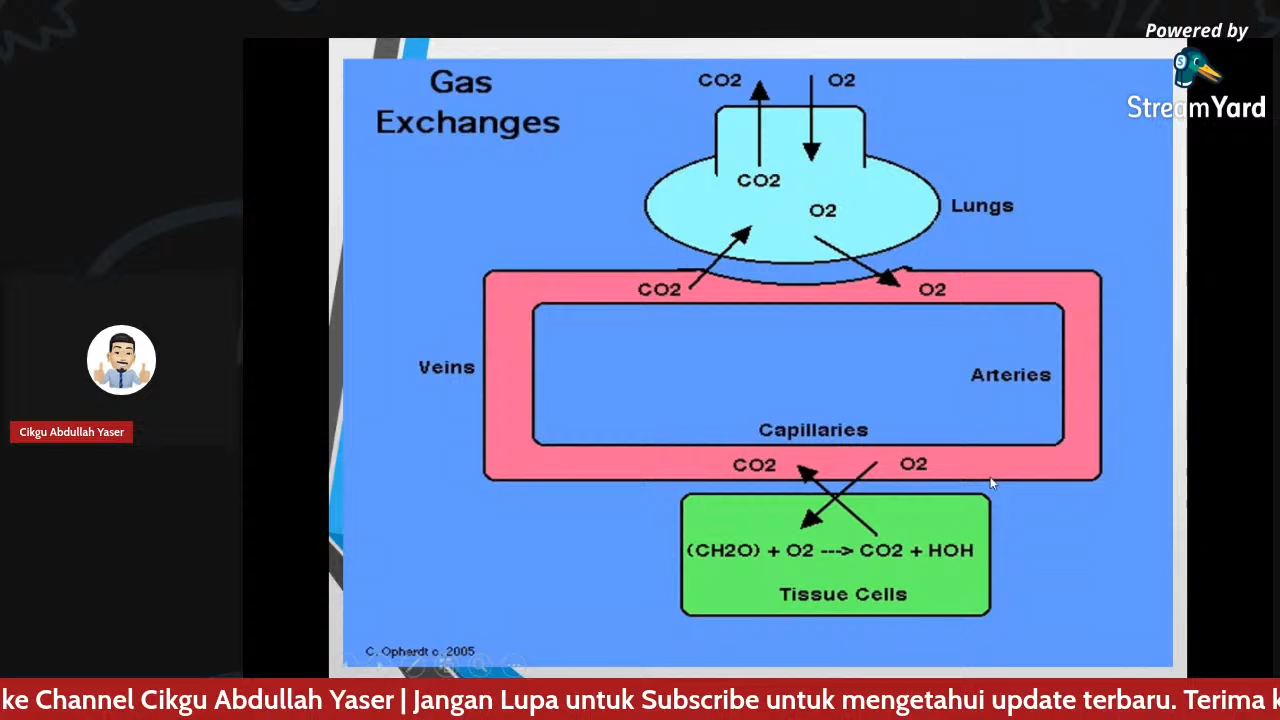 Powered by
StreamYard
Gas
Exchanges
CO2
O2
CO2
O2
Lungs
CO2
O2
Veins
Arteries
Capillaries
CO2
O2
(CH2O) + O2 ---> CO2 + HOH
Tissue Cells
C. Ophardt c. 2005
Cikgu Abdullah Yaser
ke Channel Cikgu Abdullah Yaser | Jangan Lupa untuk Subscribe untuk mengetahui update terbaru. Terima k